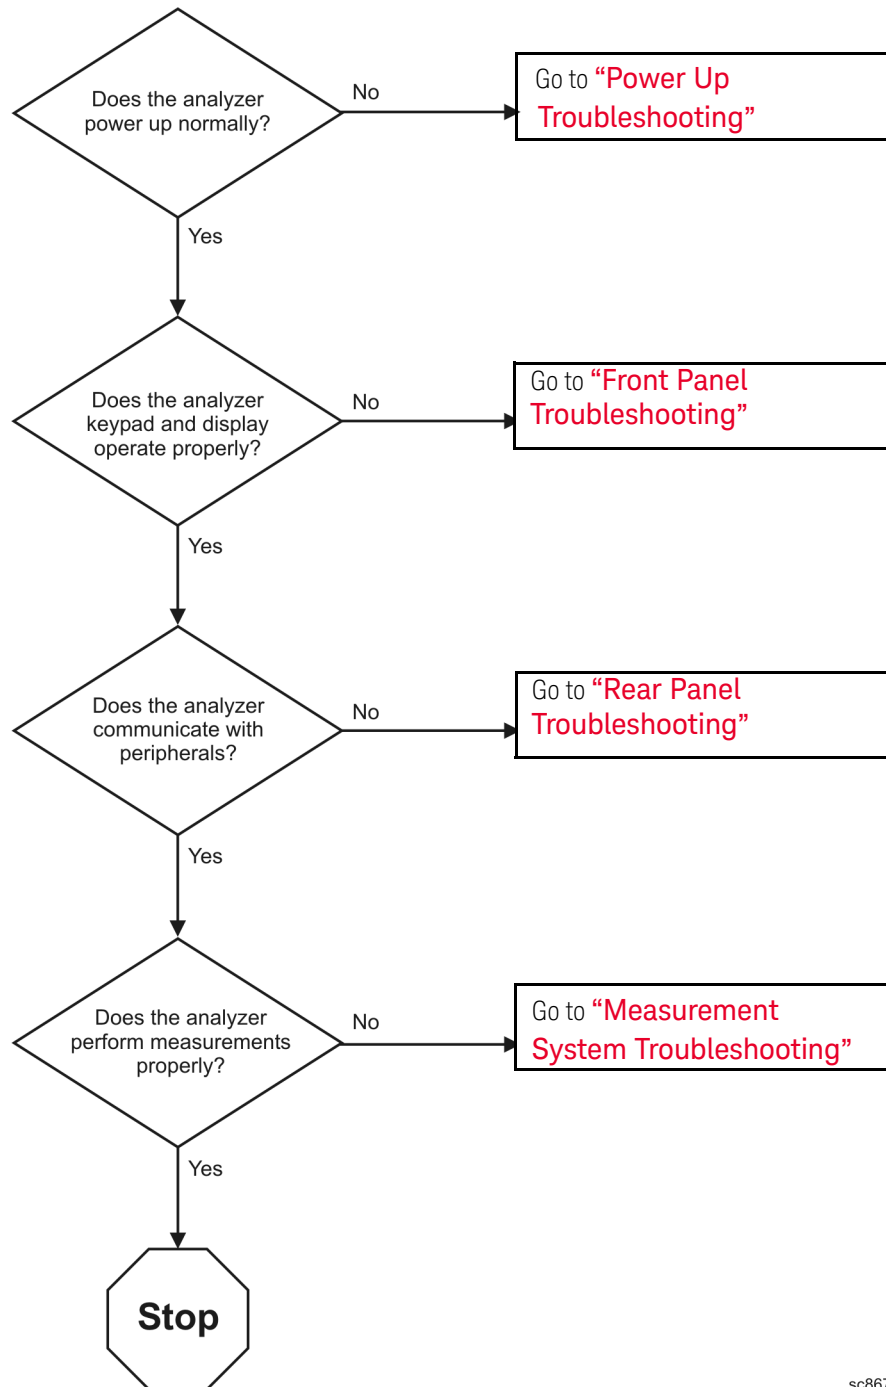 Does the analyzer
power up normally?
No
Go to “Power Up
Troubleshooting”
Yes
Does the analyzer
keypad and display
operate properly?
No
Go to “Front Panel
Troubleshooting”
Yes
Does the analyzer
communicate with
peripherals?
No
Go to “Rear Panel
Troubleshooting”
Yes
Does the analyzer
perform measurements
properly?
No
Go to “Measurement
System Troubleshooting”
Yes
Stop
sc867